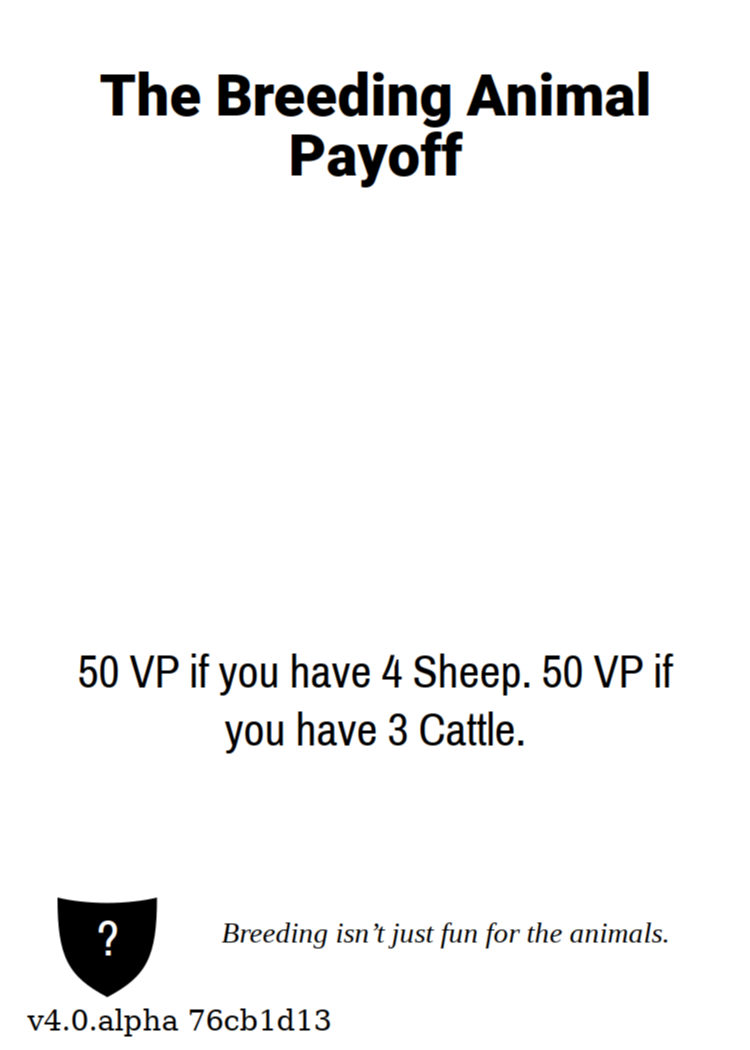 The Breeding Animal
Payoff
50 VP if you have 4 Sheep. 50 VP if
you have 3 Cattle.
?
Breeding isn’t just fun for the animals.
v4.0.alpha 76cb1d13